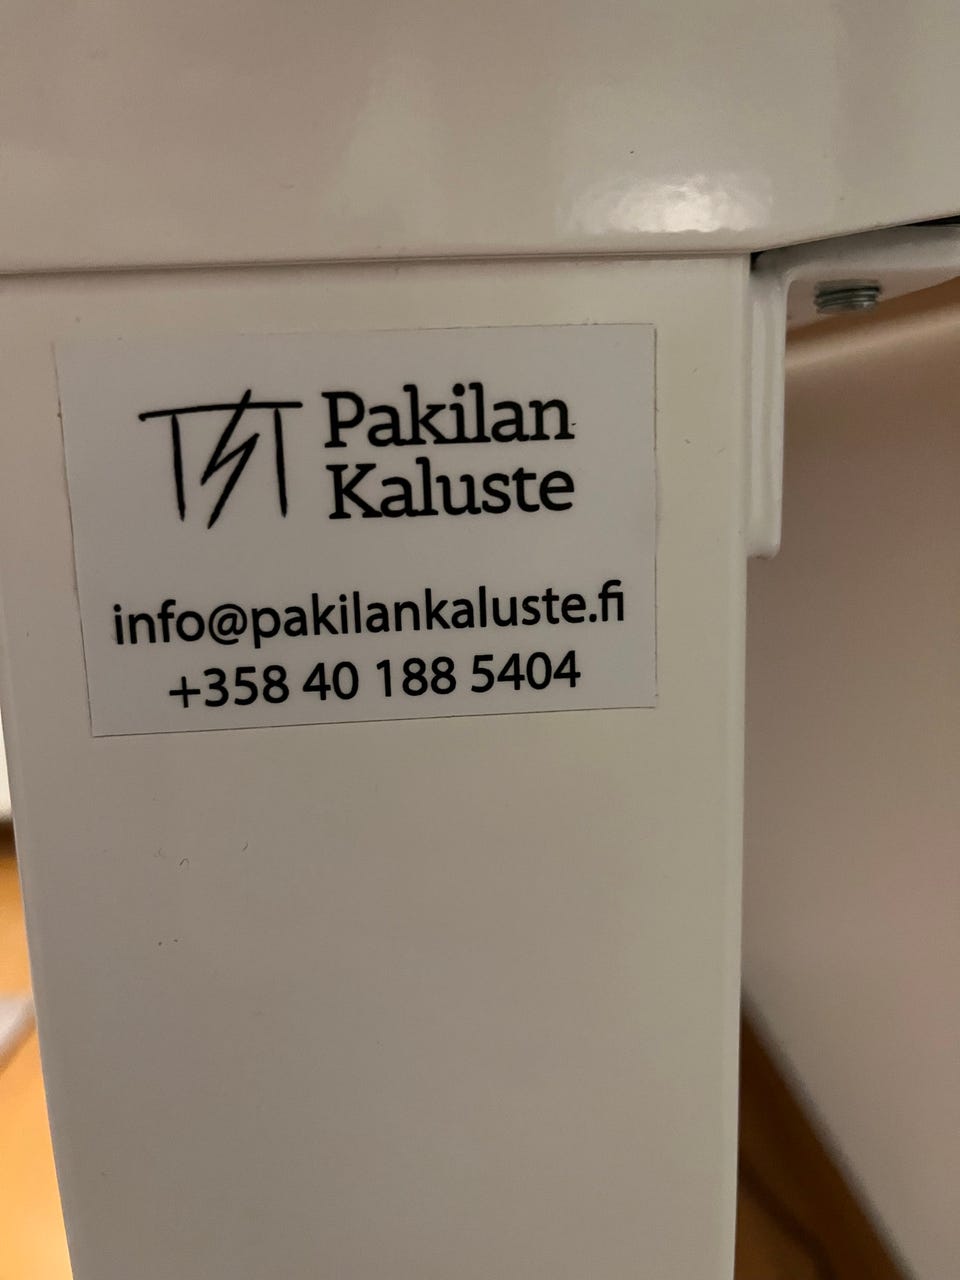 Pakilan
Kaluste
info@pakilankaluste.fi
+358 40 188 5404